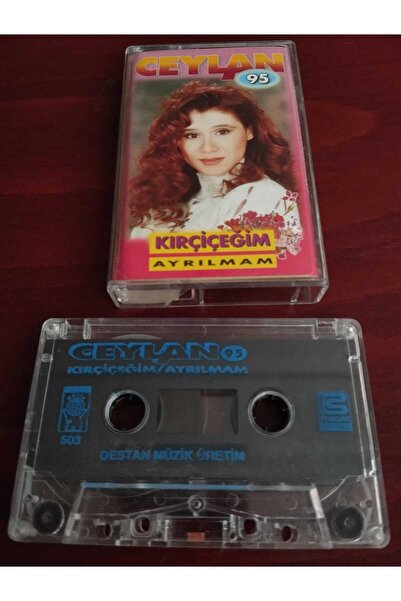 CEYLAN
95
KIRÇİÇEĞİM
AYRILMAM
CEYLAN 95
KIRÇİÇEĞİM/AYRILMAM
503
B
DESTAN MÜZİK ÜRETİM